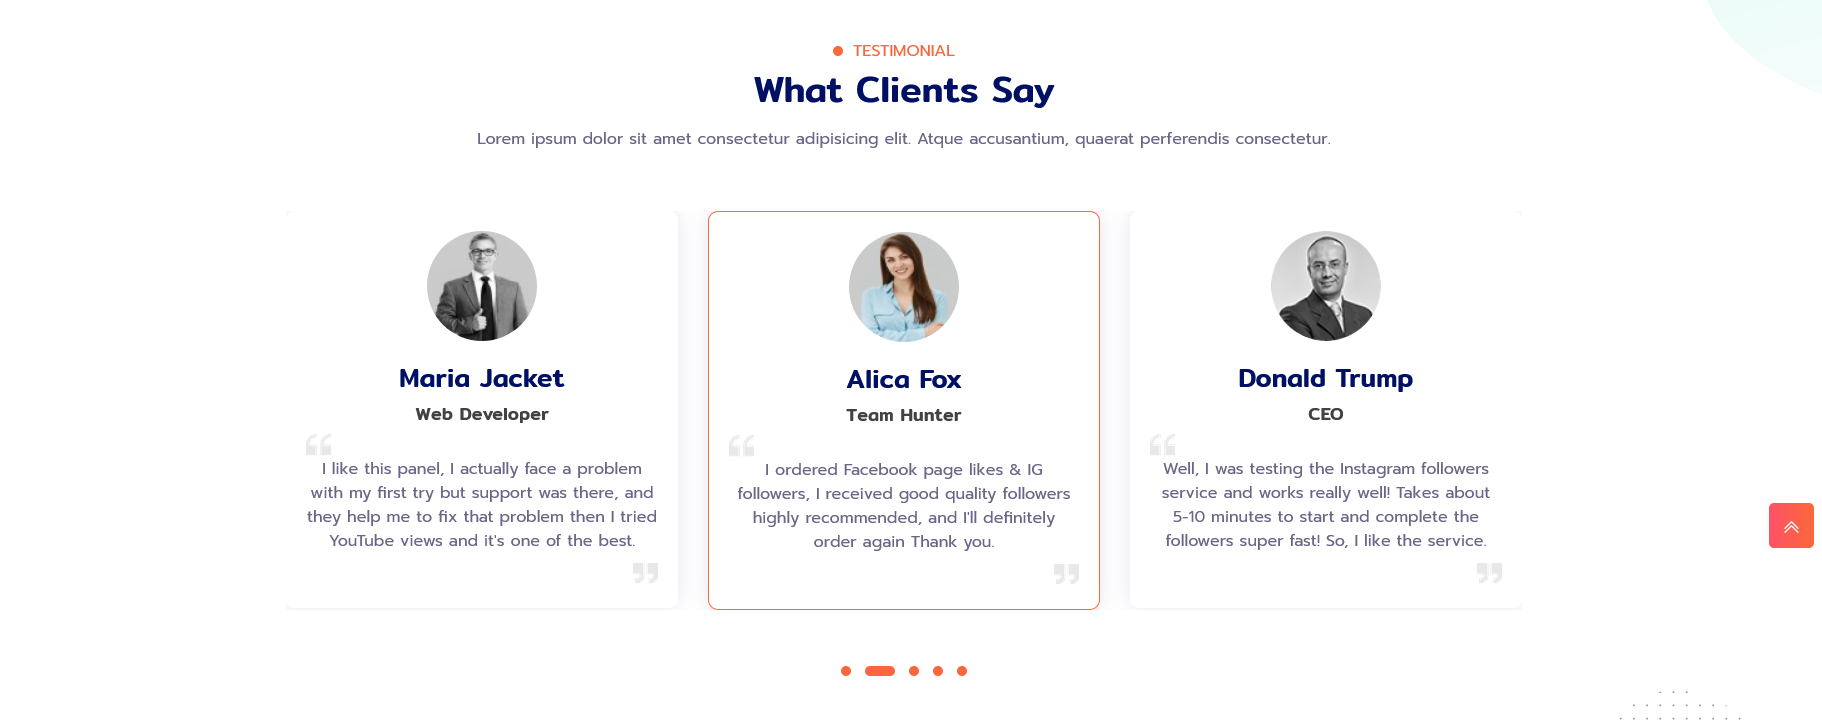 TESTIMONIAL
What Clients Say
Lorem ipsum dolor sit amet consectetur adipisicing elit. Atque accusantium, quaerat perferendis consectetur.
Maria Jacket
Web Developer
I like this panel, I actually face a problem
with my first try but support was there, and
they help me to fix that problem then I tried
YouTube views and it's one of the best.
Alica Fox
Team Hunter
I ordered Facebook page likes & IG
followers, I received good quality followers
highly recommended, and I'll definitely
order again Thank you.
Donald Trump
CEO
Well, I was testing the Instagram followers
service and works really well! Takes about
5-10 minutes to start and complete the
followers super fast! So, I like the service.